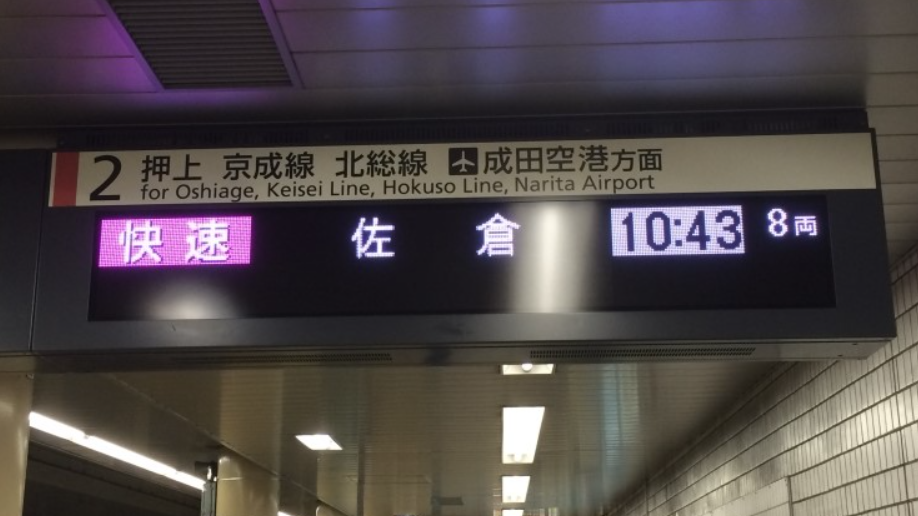 2 押上 京成線 北総線 成田空港方面
for Oshiage, Keisei Line, Hokuso Line, Narita Airport
快速 佐倉 10:43 8両